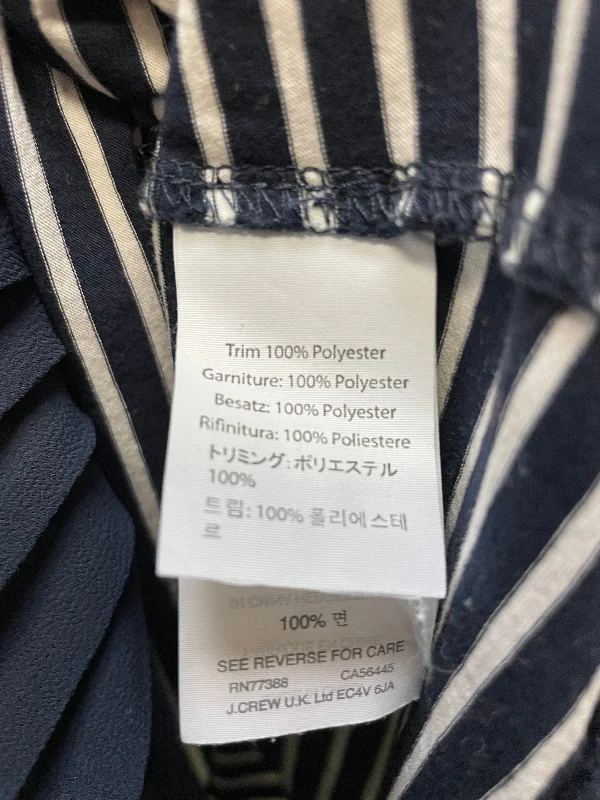 Trim 100% Polyester
Garniture: 100% Polyester
Besatz: 100% Polyester
Rifinitura: 100% Poliestere
トリミング:ポリエステル
100%
트림: 100% 폴리에스테
르
100% 면
SEE REVERSE FOR CARE
RN77388 CA56445
J.CREW U.K. Ltd EC4V 6JA